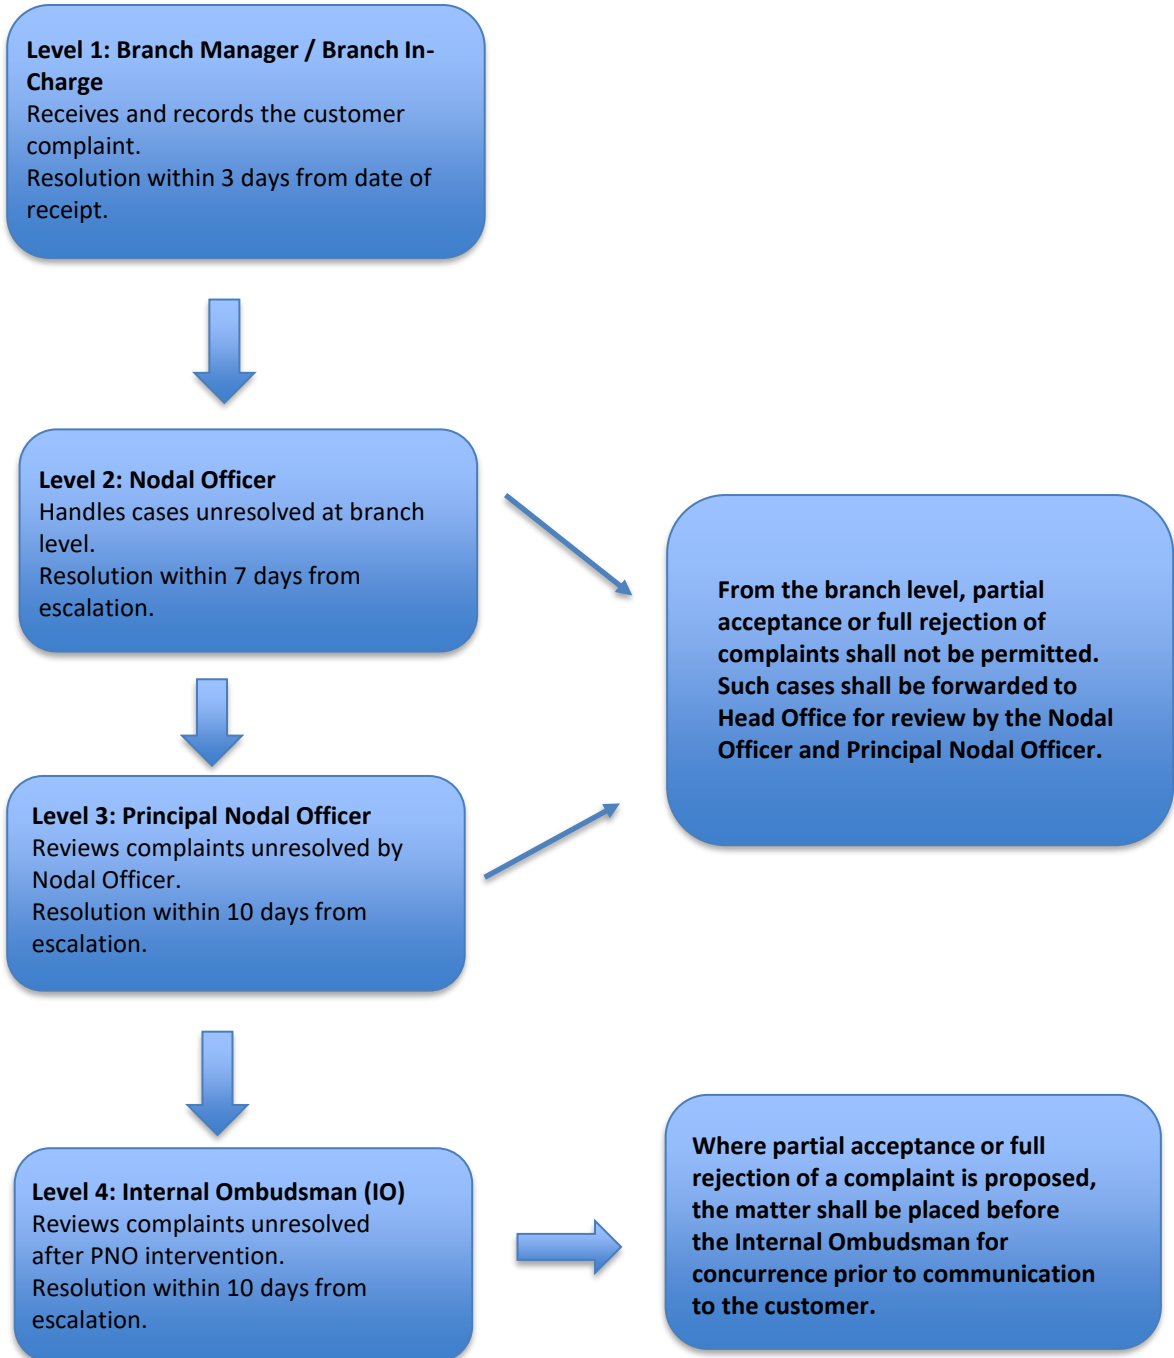 Level 1: Branch Manager / Branch In-
Charge
Receives and records the customer
complaint.
Resolution within 3 days from date of
receipt.
Level 2: Nodal Officer
Handles cases unresolved at branch
level.
Resolution within 7 days from
escalation.
From the branch level, partial
acceptance or full rejection of
complaints shall not be permitted.
Such cases shall be forwarded to
Head Office for review by the Nodal
Officer and Principal Nodal Officer.
Level 3: Principal Nodal Officer
Reviews complaints unresolved by
Nodal Officer.
Resolution within 10 days from
escalation.
Level 4: Internal Ombudsman (IO)
Reviews complaints unresolved
after PNO intervention.
Resolution within 10 days from
escalation.
Where partial acceptance or full
rejection of a complaint is proposed,
the matter shall be placed before
the Internal Ombudsman for
concurrence prior to communication
to the customer.